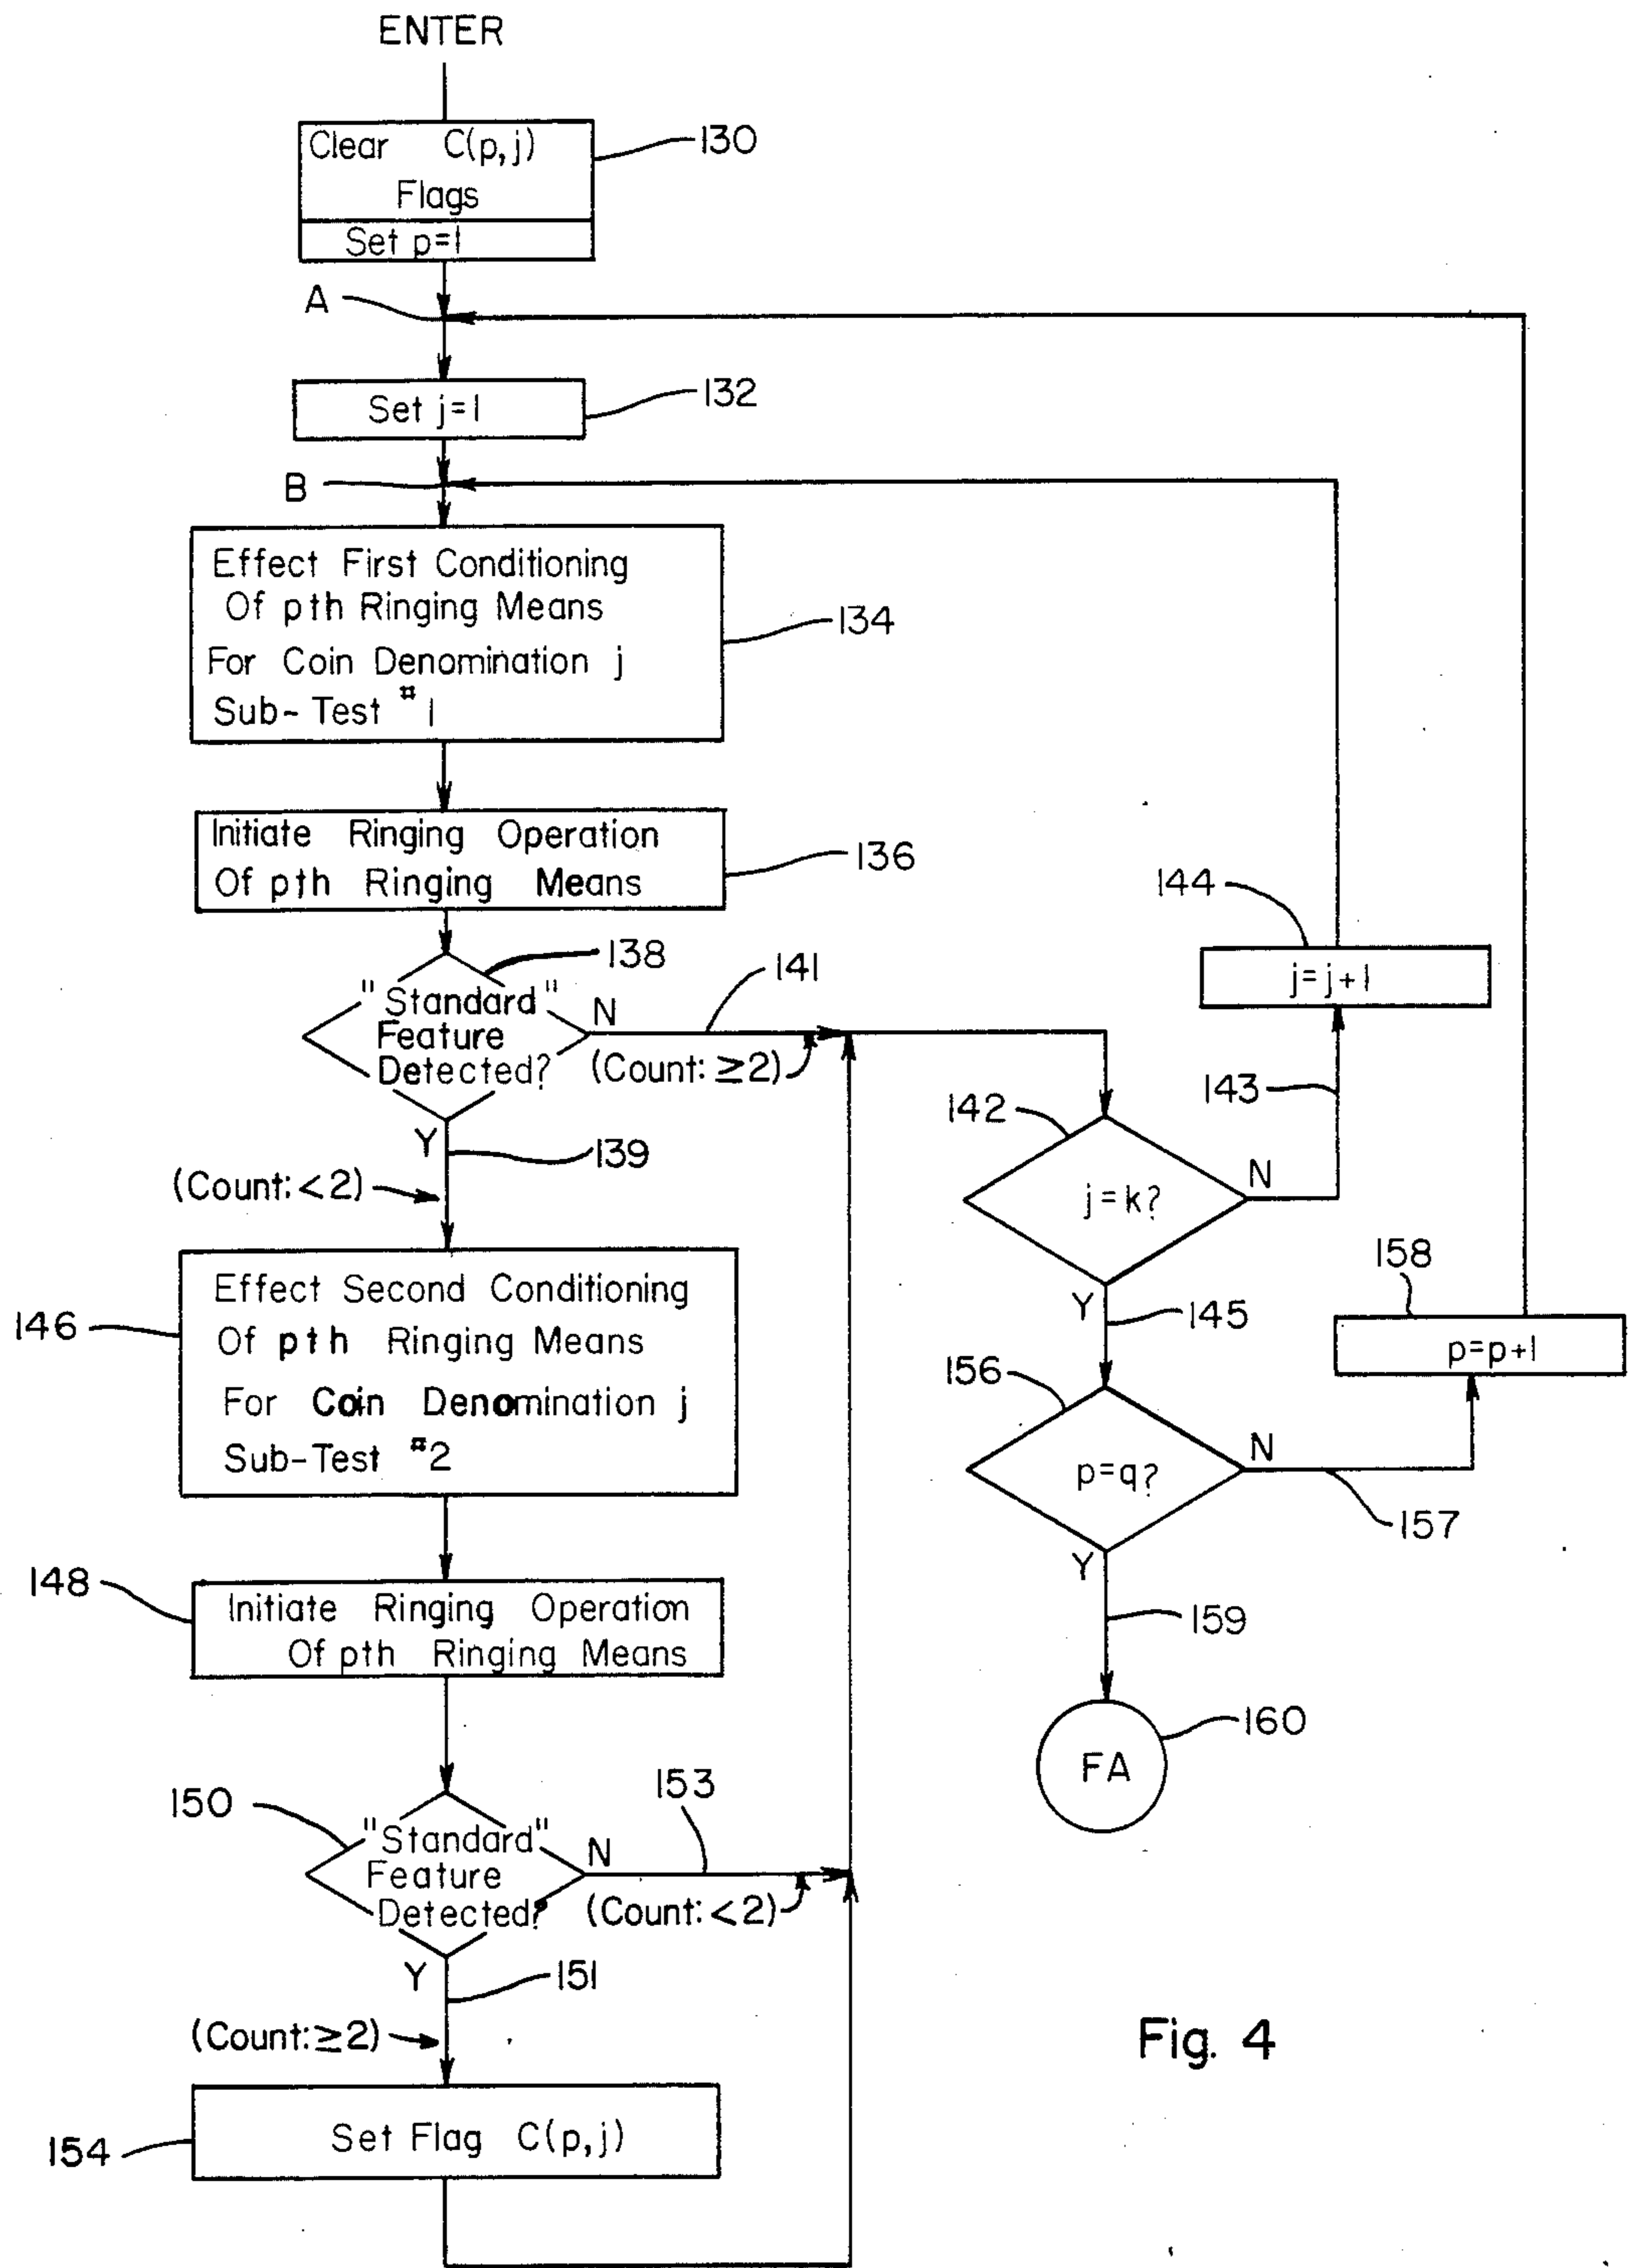 ENTER
Clear C(p,j)
Flags
Set p=1
130
A
Set j=1
132
B
Effect First Conditioning
Of pth Ringing Means
For Coin Denomination j
Sub-Test #1
134
Initiate Ringing Operation
Of pth Ringing Means
136
138
"Standard"
Feature
Detected?
N
141
(Count: ≥2)
Y
139
(Count: <2)
142
j=k?
N
143
144
j=j+1
Y
145
146
Effect Second Conditioning
Of pth Ringing Means
For Coin Denomination j
Sub-Test #2
156
p=q?
N
157
158
p=p+1
Y
159
160
FA
148
Initiate Ringing Operation
Of pth Ringing Means
150
"Standard"
Feature
Detected?
N
153
(Count: <2)
Y
151
(Count: ≥2)
154
Set Flag C(p,j)
Fig. 4